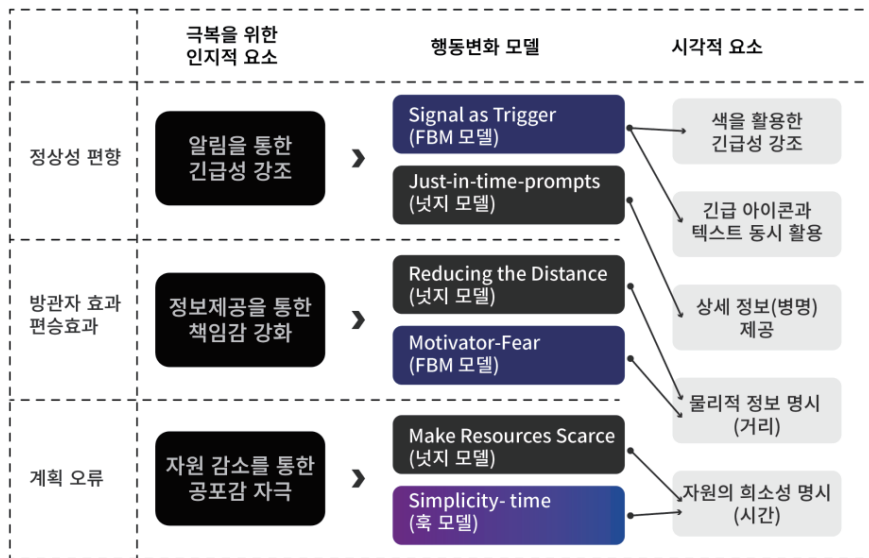 극복을 위한
인지적 요소
행동변화 모델
시각적 요소
정상성 편향
알림을 통한
긴급성 강조
Signal as Trigger
(FBM 모델)
Just-in-time-prompts
(넛지 모델)
색을 활용한
긴급성 강조
긴급 아이콘과
텍스트 동시 활용
방관자 효과
편승효과
정보제공을 통한
책임감 강화
Reducing the Distance
(넛지 모델)
Motivator-Fear
(FBM 모델)
상세 정보(병명)
제공
물리적 정보 명시
(거리)
계획 오류
자원 감소를 통한
공포감 자극
Make Resources Scarce
(넛지 모델)
Simplicity- time
(훅 모델)
자원의 희소성 명시
(시간)